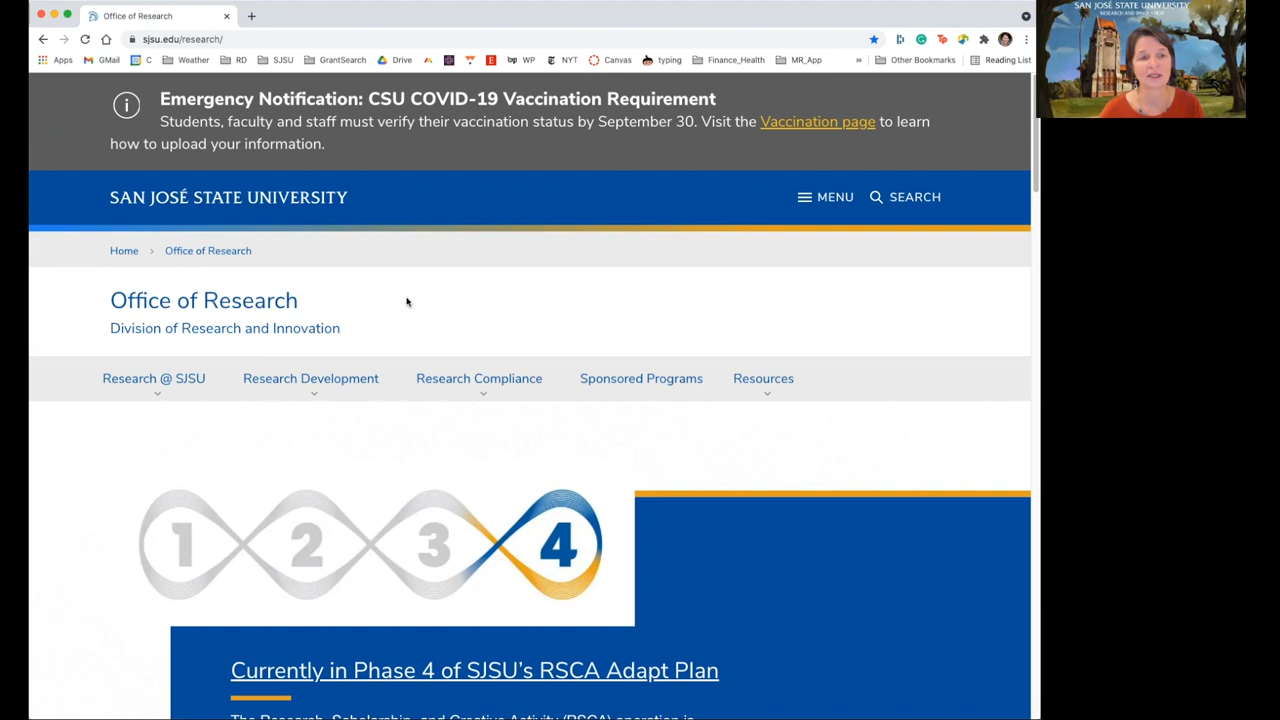 Office of Research
sjsu.edu/research/
Apps GMail C Weather RD SJSU GrantSearch Drive WP NYT Canvas typing Finance_Health MR_App » Other Bookmarks Reading List
SAN JOSÉ STATE UNIVERSITY
Emergency Notification: CSU COVID-19 Vaccination Requirement
Students, faculty and staff must verify their vaccination status by September 30. Visit the Vaccination page to learn
how to upload your information.
SAN JOSÉ STATE UNIVERSITY MENU SEARCH
Home › Office of Research
Office of Research
Division of Research and Innovation
Research @ SJSU Research Development Research Compliance Sponsored Programs Resources
1 2 3 4
Currently in Phase 4 of SJSU's RSCA Adapt Plan
The Research, Scholarship, and Creative Activity (RSCA) operation is